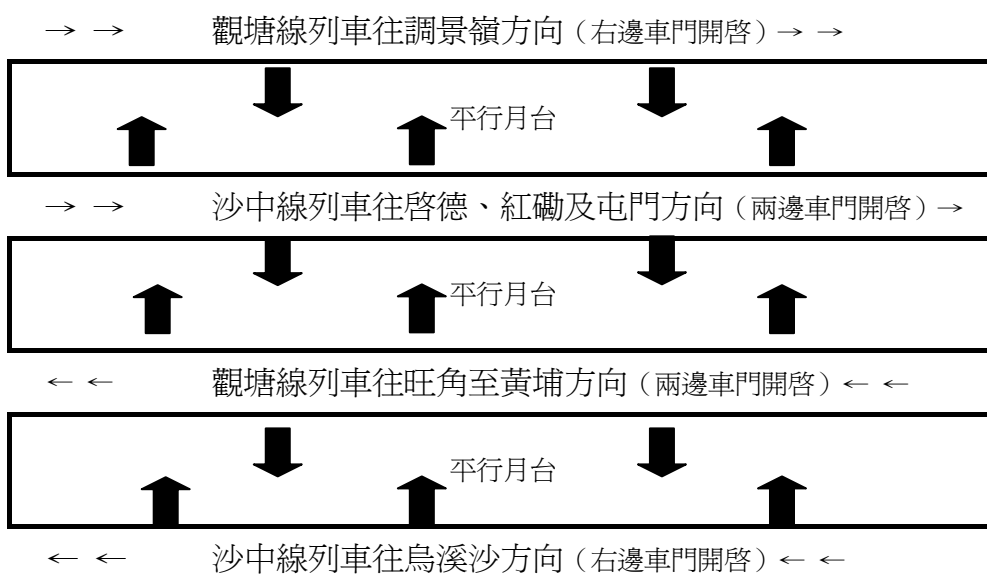 → → 觀塘線列車往調景嶺方向（右邊車門開啓）→ →
平行月台
→ → 沙中線列車往啓德、紅磡及屯門方向（兩邊車門開啓）→
平行月台
← ← 觀塘線列車往旺角至黃埔方向（兩邊車門開啓）← ←
平行月台
← ← 沙中線列車往烏溪沙方向（右邊車門開啓）← ←